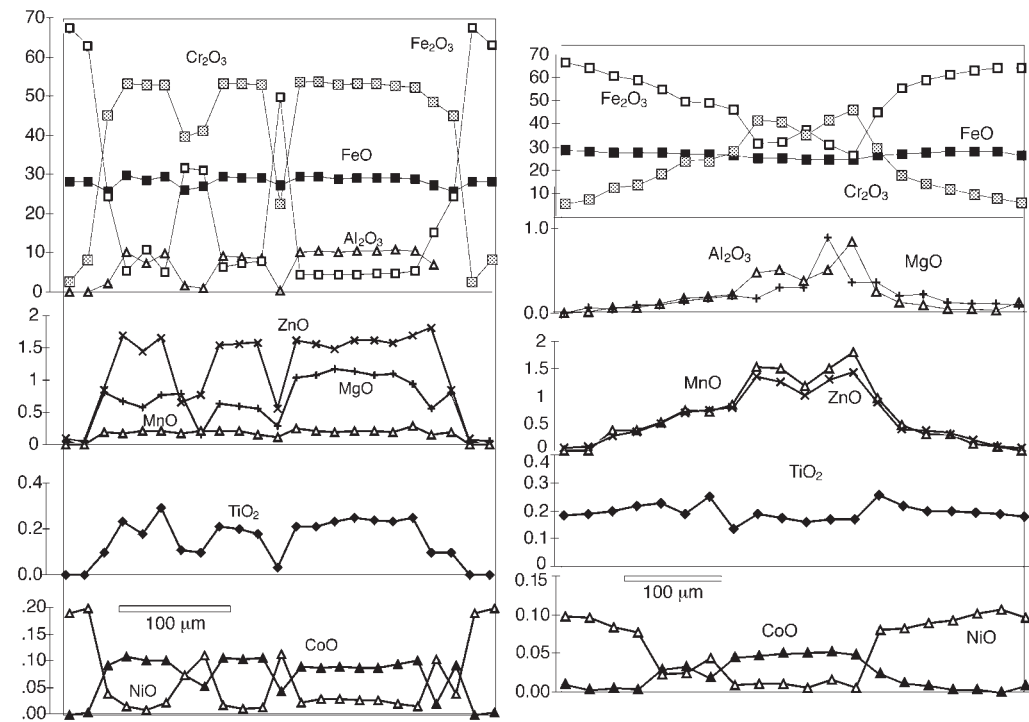 70
60
50
40
30
20
10
0
Cr₂O₃
Fe₂O₃
FeO
Al₂O₃
2
1.5
1
0.5
0
ZnO
MgO
MnO
0.4
0.2
0.0
TiO₂
.20
0.15
0.10
.05
.00
100 μm
CoO
NiO
70
60
50
40
30
20
10
Fe₂O₃
FeO
Cr₂O₃
1.0
0.0
Al₂O₃
MgO
2
1.5
1
0.5
0
MnO
ZnO
0.4
0.3
0.2
0.1
0
TiO₂
0.15
0.10
0.05
0.00
100 μm
CoO
NiO